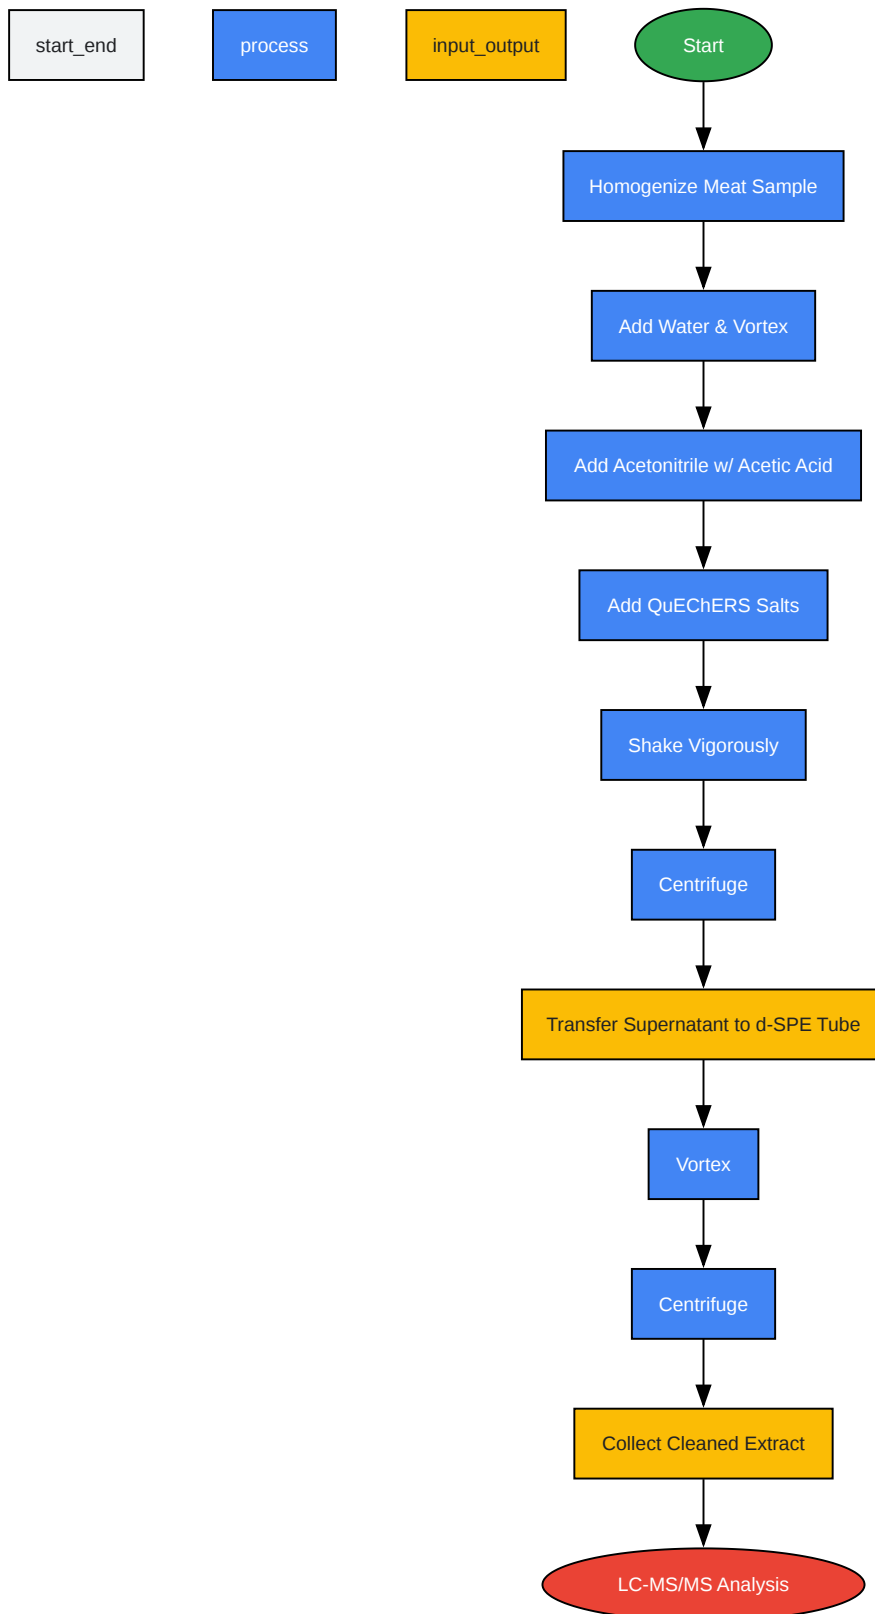 start_end
process
input_output
Start
Homogenize Meat Sample
Add Water & Vortex
Add Acetonitrile w/ Acetic Acid
Add QuEChERS Salts
Shake Vigorously
Centrifuge
Transfer Supernatant to d-SPE Tube
Vortex
Centrifuge
Collect Cleaned Extract
LC-MS/MS Analysis